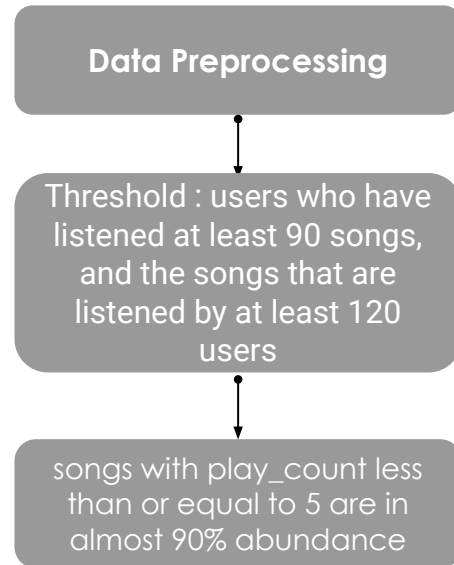 Data Preprocessing
Threshold : users who have
listened at least 90 songs,
and the songs that are
listened by at least 120
users
songs with play_count less
than or equal to 5 are in
almost 90% abundance